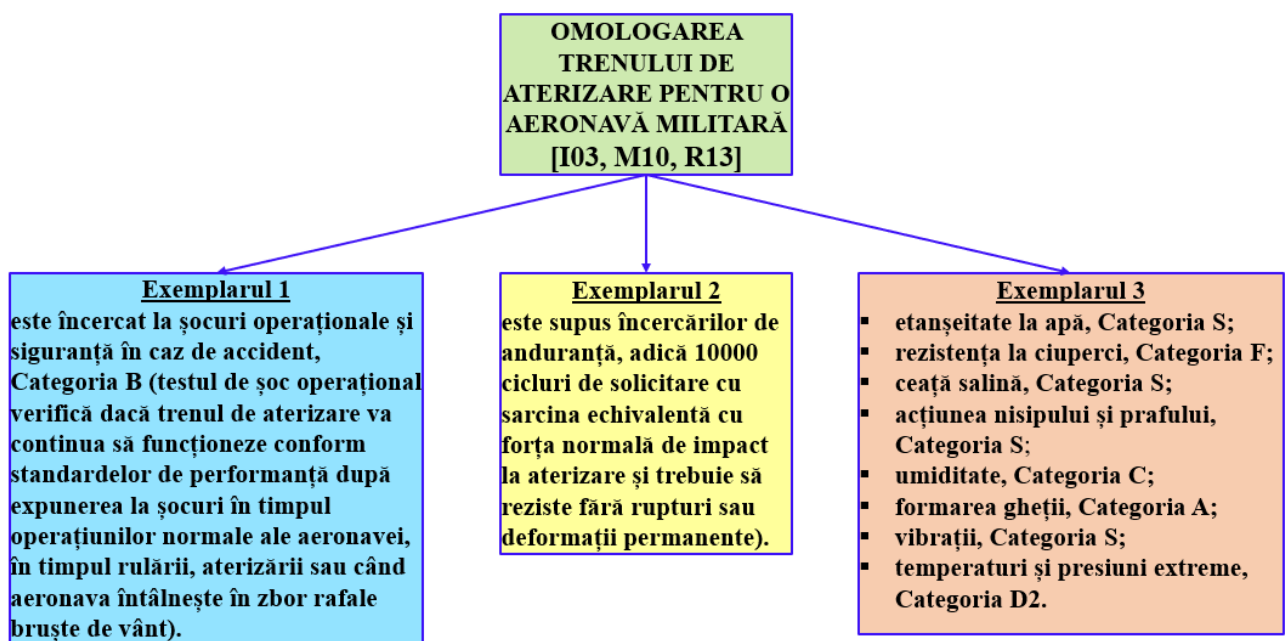 OMOLOGAREA
TRENULUI DE
ATERIZARE PENTRU O
AERONAVĂ MILITARĂ
[I03, M10, R13]
Exemplarul 1
este încercat la șocuri operaționale și
siguranță în caz de accident,
Categoria B (testul de șoc operațional
verifică dacă trenul de aterizare va
continua să funcționeze conform
standardelor de performanță după
expunerea la șocuri în timpul
operațiunilor normale ale aeronavei,
în timpul rulării, aterizării sau când
aeronava întâlnește în zbor rafale
bruște de vânt).
Exemplarul 2
este supus încercărilor de
anduranță, adică 10000
cicluri de solicitare cu
sarcina echivalentă cu
forța normală de impact
la aterizare și trebuie să
reziste fără rupturi sau
deformații permanente).
Exemplarul 3
▪ etanșeitate la apă, Categoria S;
▪ rezistența la ciuperci, Categoria F;
▪ ceață salină, Categoria S;
▪ acțiunea nisipului și prafului,
Categoria S;
▪ umiditate, Categoria C;
▪ formarea gheții, Categoria A;
▪ vibrații, Categoria S;
▪ temperaturi și presiuni extreme,
Categoria D2.